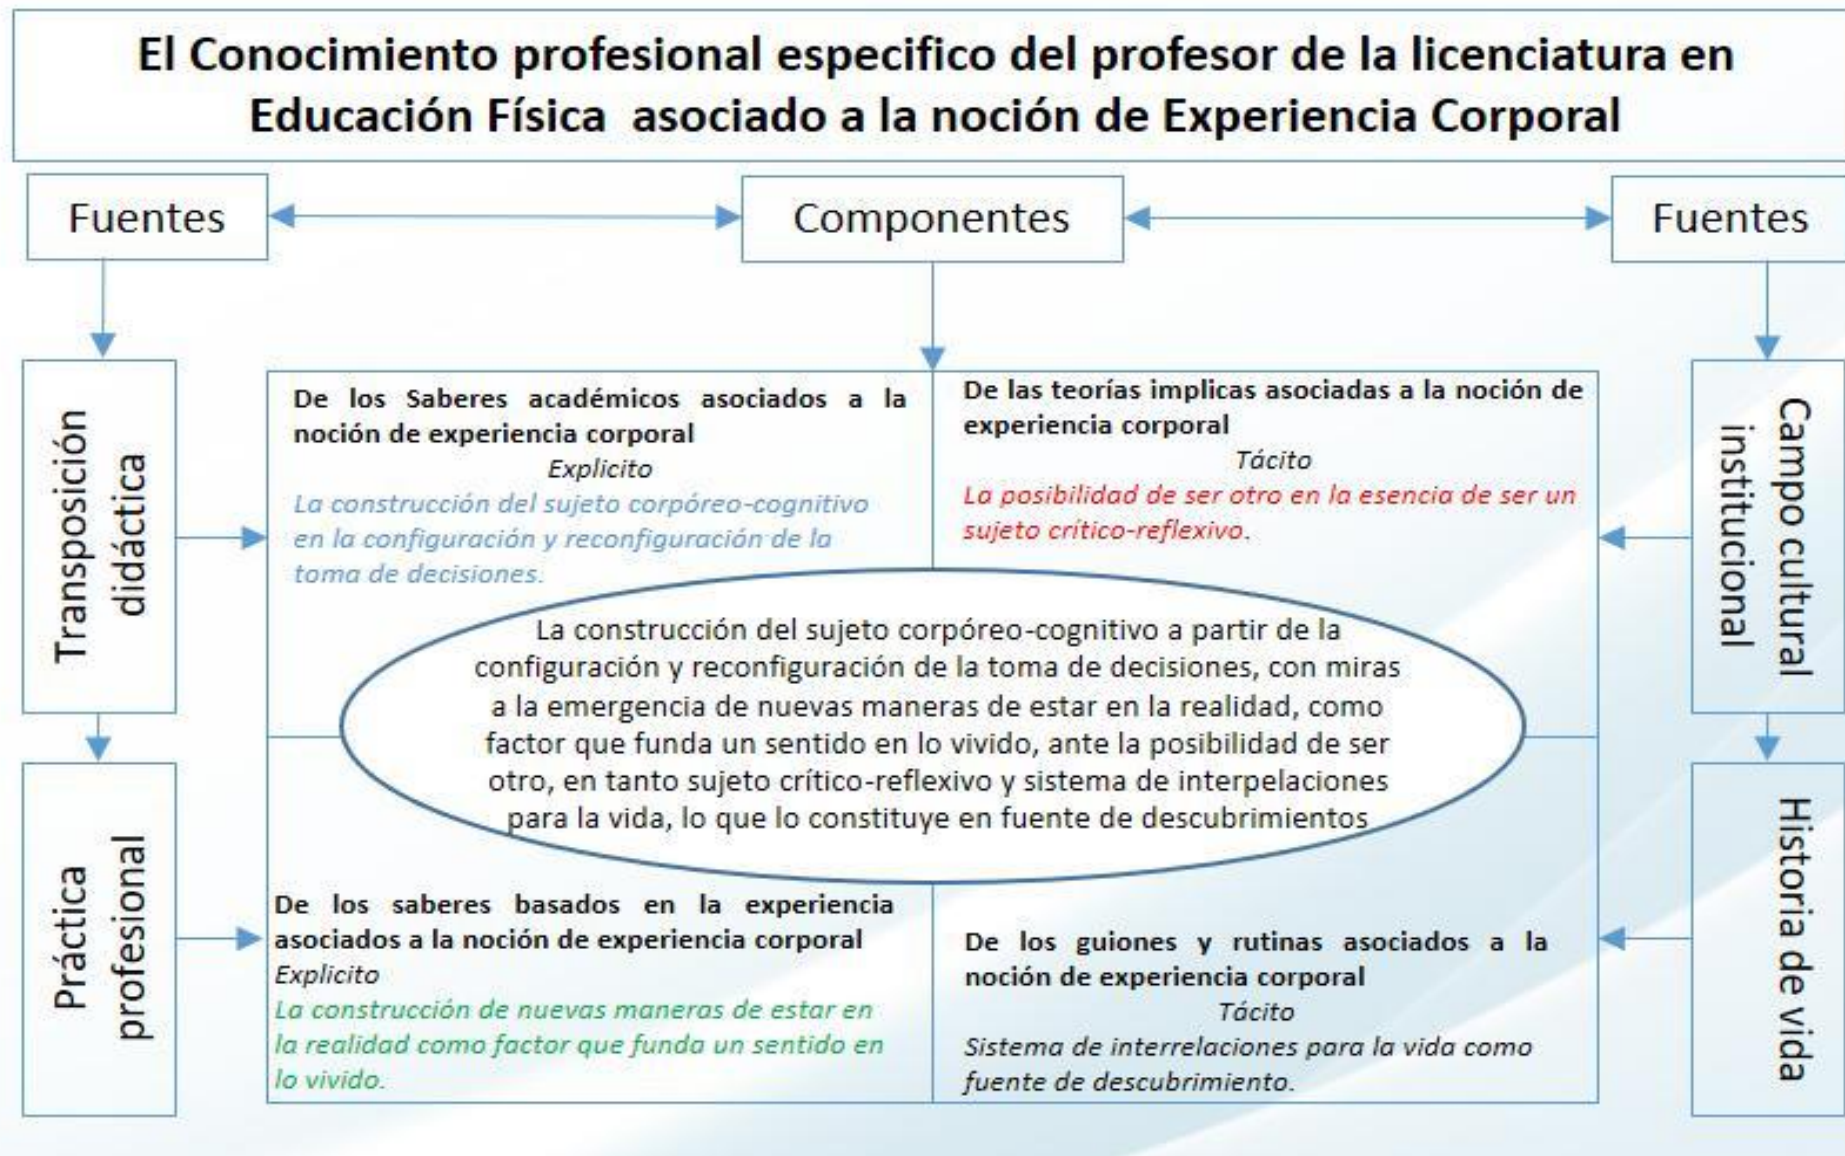 El Conocimiento profesional especifico del profesor de la licenciatura en
Educación Física asociado a la noción de Experiencia Corporal
Fuentes
Componentes
Fuentes
Transposición
didáctica
De los Saberes académicos asociados a la
noción de experiencia corporal
Explicito
La construcción del sujeto corpóreo-cognitivo
en la configuración y reconfiguración de la
toma de decisiones.
De las teorías implicas asociadas a la noción de
experiencia corporal
Tácito
La posibilidad de ser otro en la esencia de ser un
sujeto crítico-reflexivo.
Campo cultural
institucional
La construcción del sujeto corpóreo-cognitivo a partir de la
configuración y reconfiguración de la toma de decisiones, con miras
a la emergencia de nuevas maneras de estar en la realidad, como
factor que funda un sentido en lo vivido, ante la posibilidad de ser
otro, en tanto sujeto crítico-reflexivo y sistema de interpelaciones
para la vida, lo que lo constituye en fuente de descubrimientos
Práctica
profesional
De los saberes basados en la experiencia
asociados a la noción de experiencia corporal
Explicito
La construcción de nuevas maneras de estar en
la realidad como factor que funda un sentido en
lo vivido.
De los guiones y rutinas asociados a la
noción de experiencia corporal
Tácito
Sistema de interrelaciones para la vida como
fuente de descubrimiento.
Historia de vida